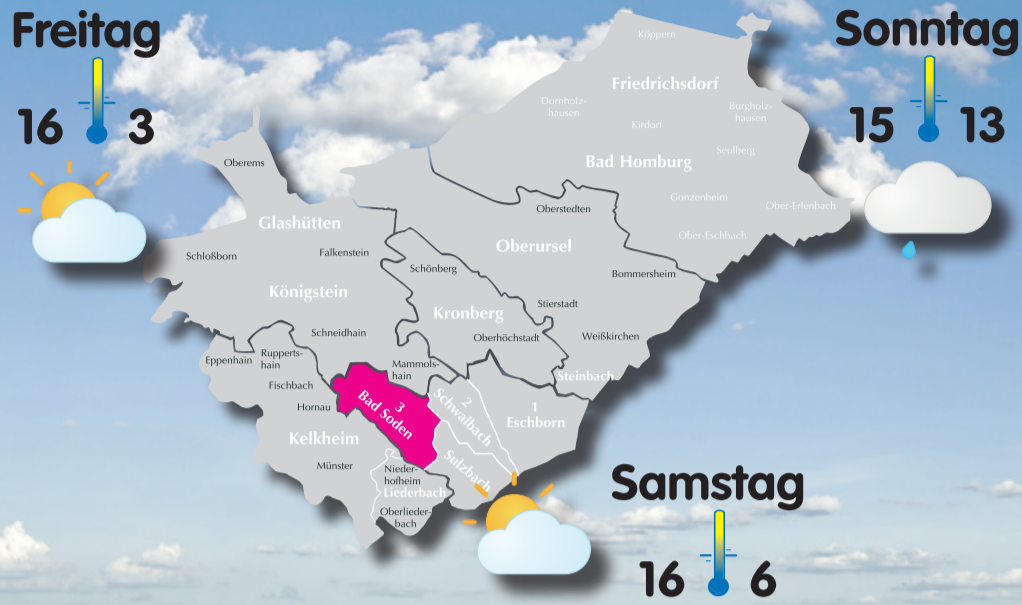 Freitag
16 3
Sonntag
15 13
Köppern
Friedrichsdorf
Dornholz-
hausen
Burgholz-
hausen
Kirdorf
Seulberg
Bad Homburg
Oberems
Gonzenheim
Ober-Erlenbach
Oberstedten
Glashütten
Ober-Eschbach
Oberursel
Schloßborn
Falkenstein
Schönberg
Bommersheim
Königstein
Stierstadt
Kronberg
Schneidhain
Oberhöchstadt
Weißkirchen
Eppenhain
Rupperts-
hain
Mammols-
hain
Steinbach
Fischbach
Hornau
3
Bad Soden
2
Schwalbach
1
Eschborn
Kelkheim
Sulzbach
Münster
Nieder-
hofheim
Liederbach
Oberlieder-
bach
Samstag
16 6